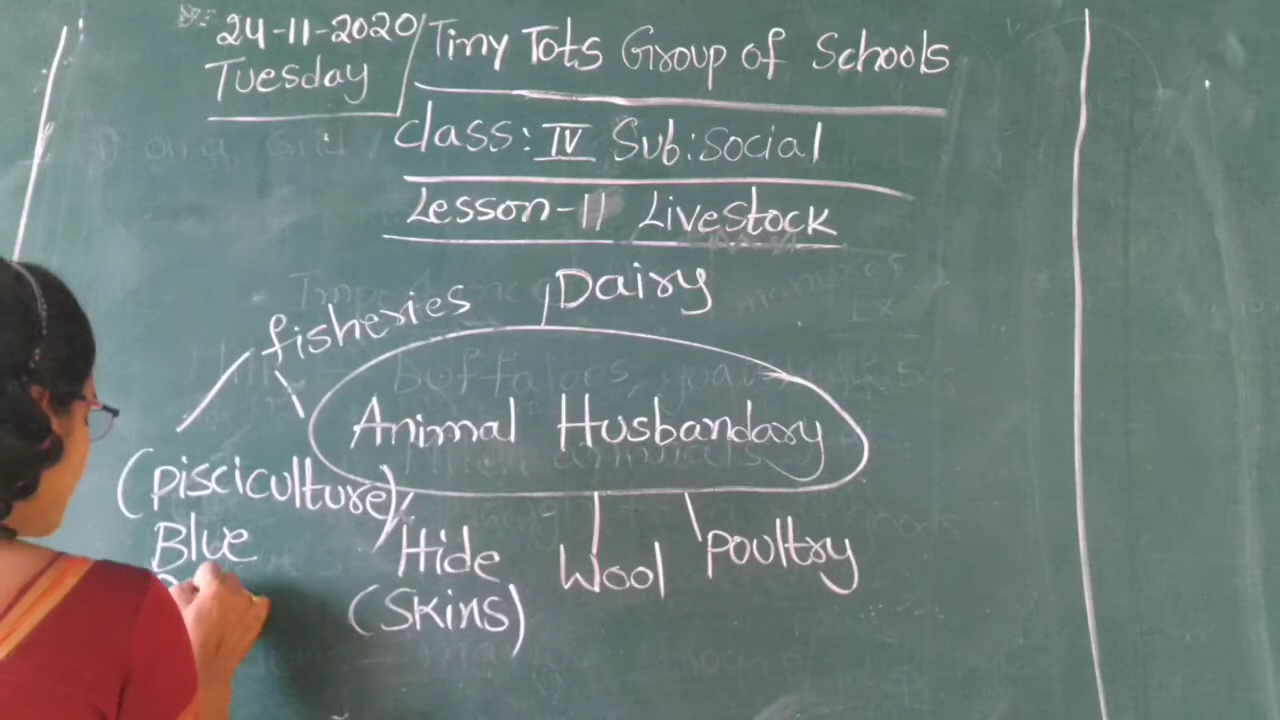 24-11-2020
Tuesday
Tiny Tots Group of Schools
Class: IV Sub: Social
Lesson-11 Livestock
Dairy
fisheries
Animal Husbandary
(pisciculture)
Blue
Hide
(Skins)
Wool
Poultry